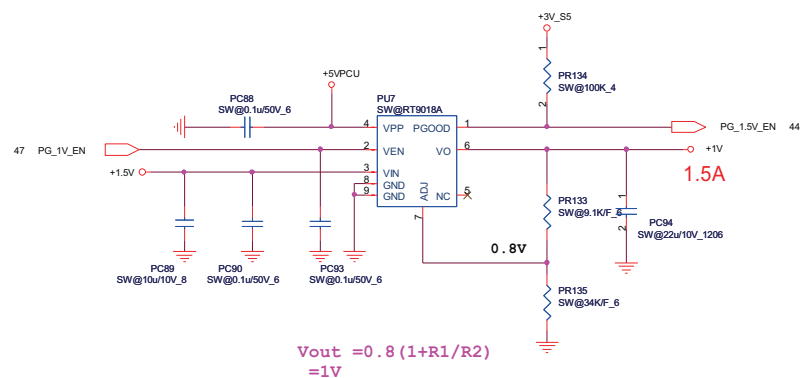 +3V_S5
1
PR134
SW@100K_4
2
+5VPCU
PC88
SW@0.1u/50V_6
PU7
SW@RT9018A
4
VPP
PGOOD
1
PG_1.5V_EN 44
47 PG_1V_EN
2
VEN
VO
6
+1V
1.5A
+1.5V
3
VIN
8
GND
9
GND
ADJ
NC
5
7
PR133
SW@9.1K/F_6
1
PC94
2
SW@22u/10V_1206
0.8V
PC89
SW@10u/10V_8
PC90
SW@0.1u/50V_6
PC93
SW@0.1u/50V_6
PR135
SW@34K/F_6
Vout =0.8(1+R1/R2)
=1V